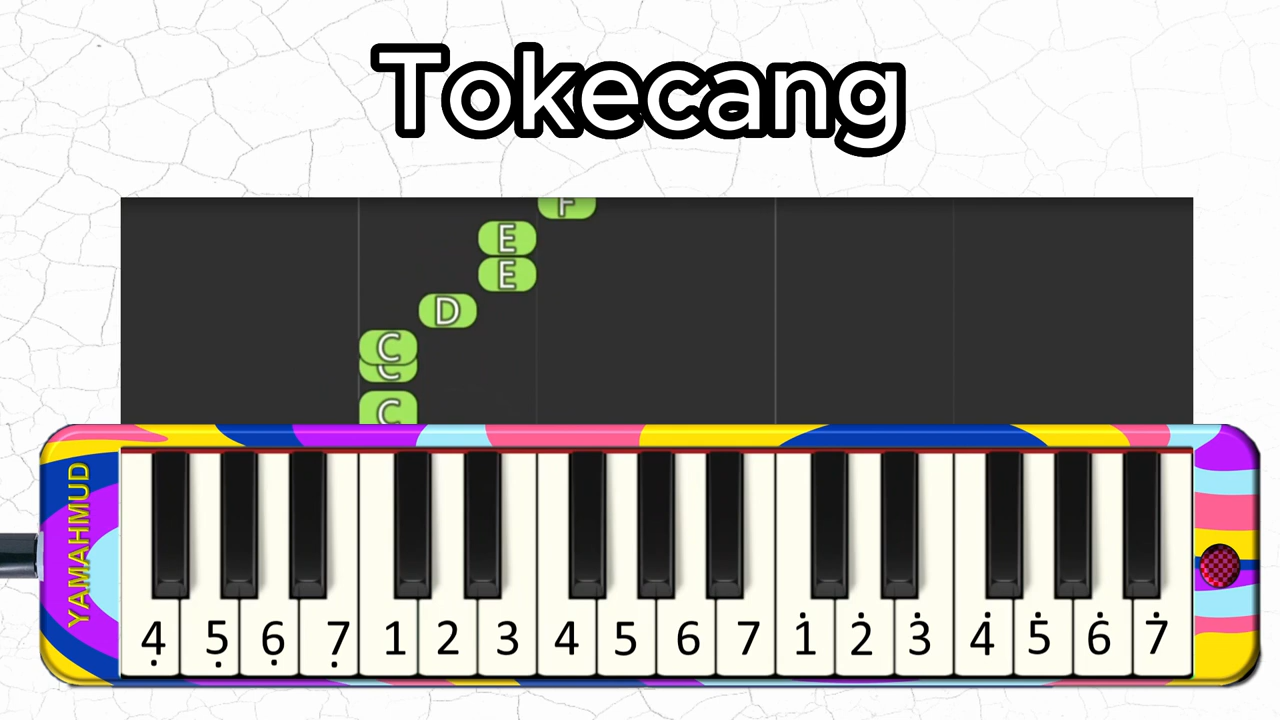 Tokecang
F
E
E
D
C
C
C
YAMAHMUD
4̣ 5̣ 6̣ 7̣ 1 2 3 4 5 6 7 1̇ 2̇ 3̇ 4̇ 5̇ 6̇ 7̇